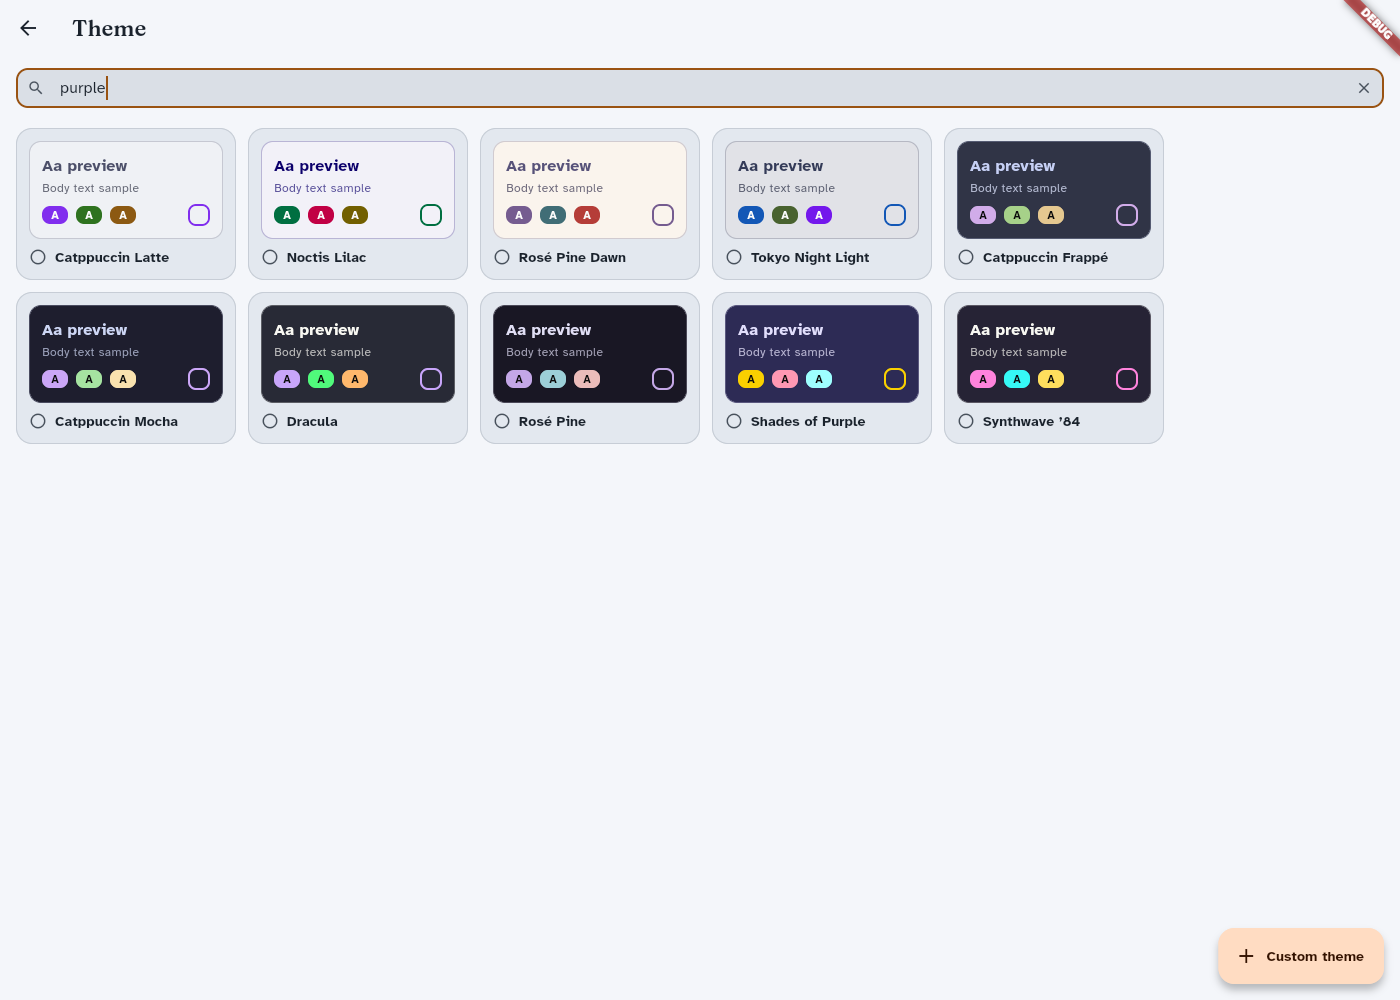 Theme
DEBUG
purple
Aa preview
Body text sample
A A A
Catppuccin Latte
Aa preview
Body text sample
A A A
Noctis Lilac
Aa preview
Body text sample
A A A
Rosé Pine Dawn
Aa preview
Body text sample
A A A
Tokyo Night Light
Aa preview
Body text sample
A A A
Catppuccin Frappé
Aa preview
Body text sample
A A A
Catppuccin Mocha
Aa preview
Body text sample
A A A
Dracula
Aa preview
Body text sample
A A A
Rosé Pine
Aa preview
Body text sample
A A A
Shades of Purple
Aa preview
Body text sample
A A A
Synthwave ’84
Custom theme